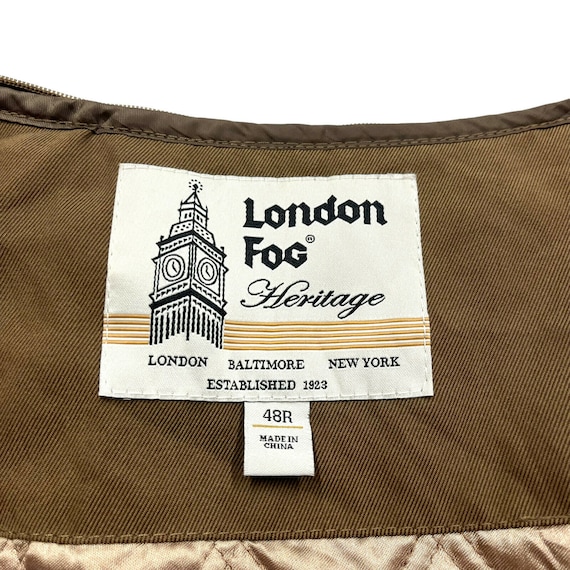 London
Fog®
Heritage
LONDON BALTIMORE NEW YORK
ESTABLISHED 1923
48R
MADE IN
CHINA